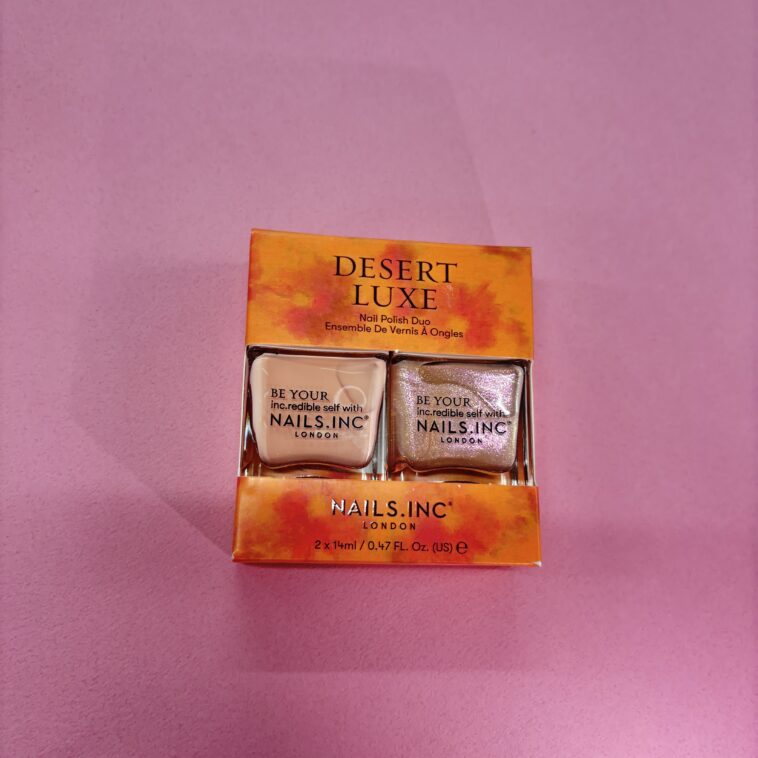 DESERT
LUXE
Nail Polish Duo
Ensemble De Vernis À Ongles
BE YOUR
inc.redible self with
NAILS.INC®
LONDON
BE YOUR
inc.redible self with
NAILS.INC®
LONDON
NAILS.INC®
LONDON
2 x 14ml / 0.47 FL. Oz. (US) ℮